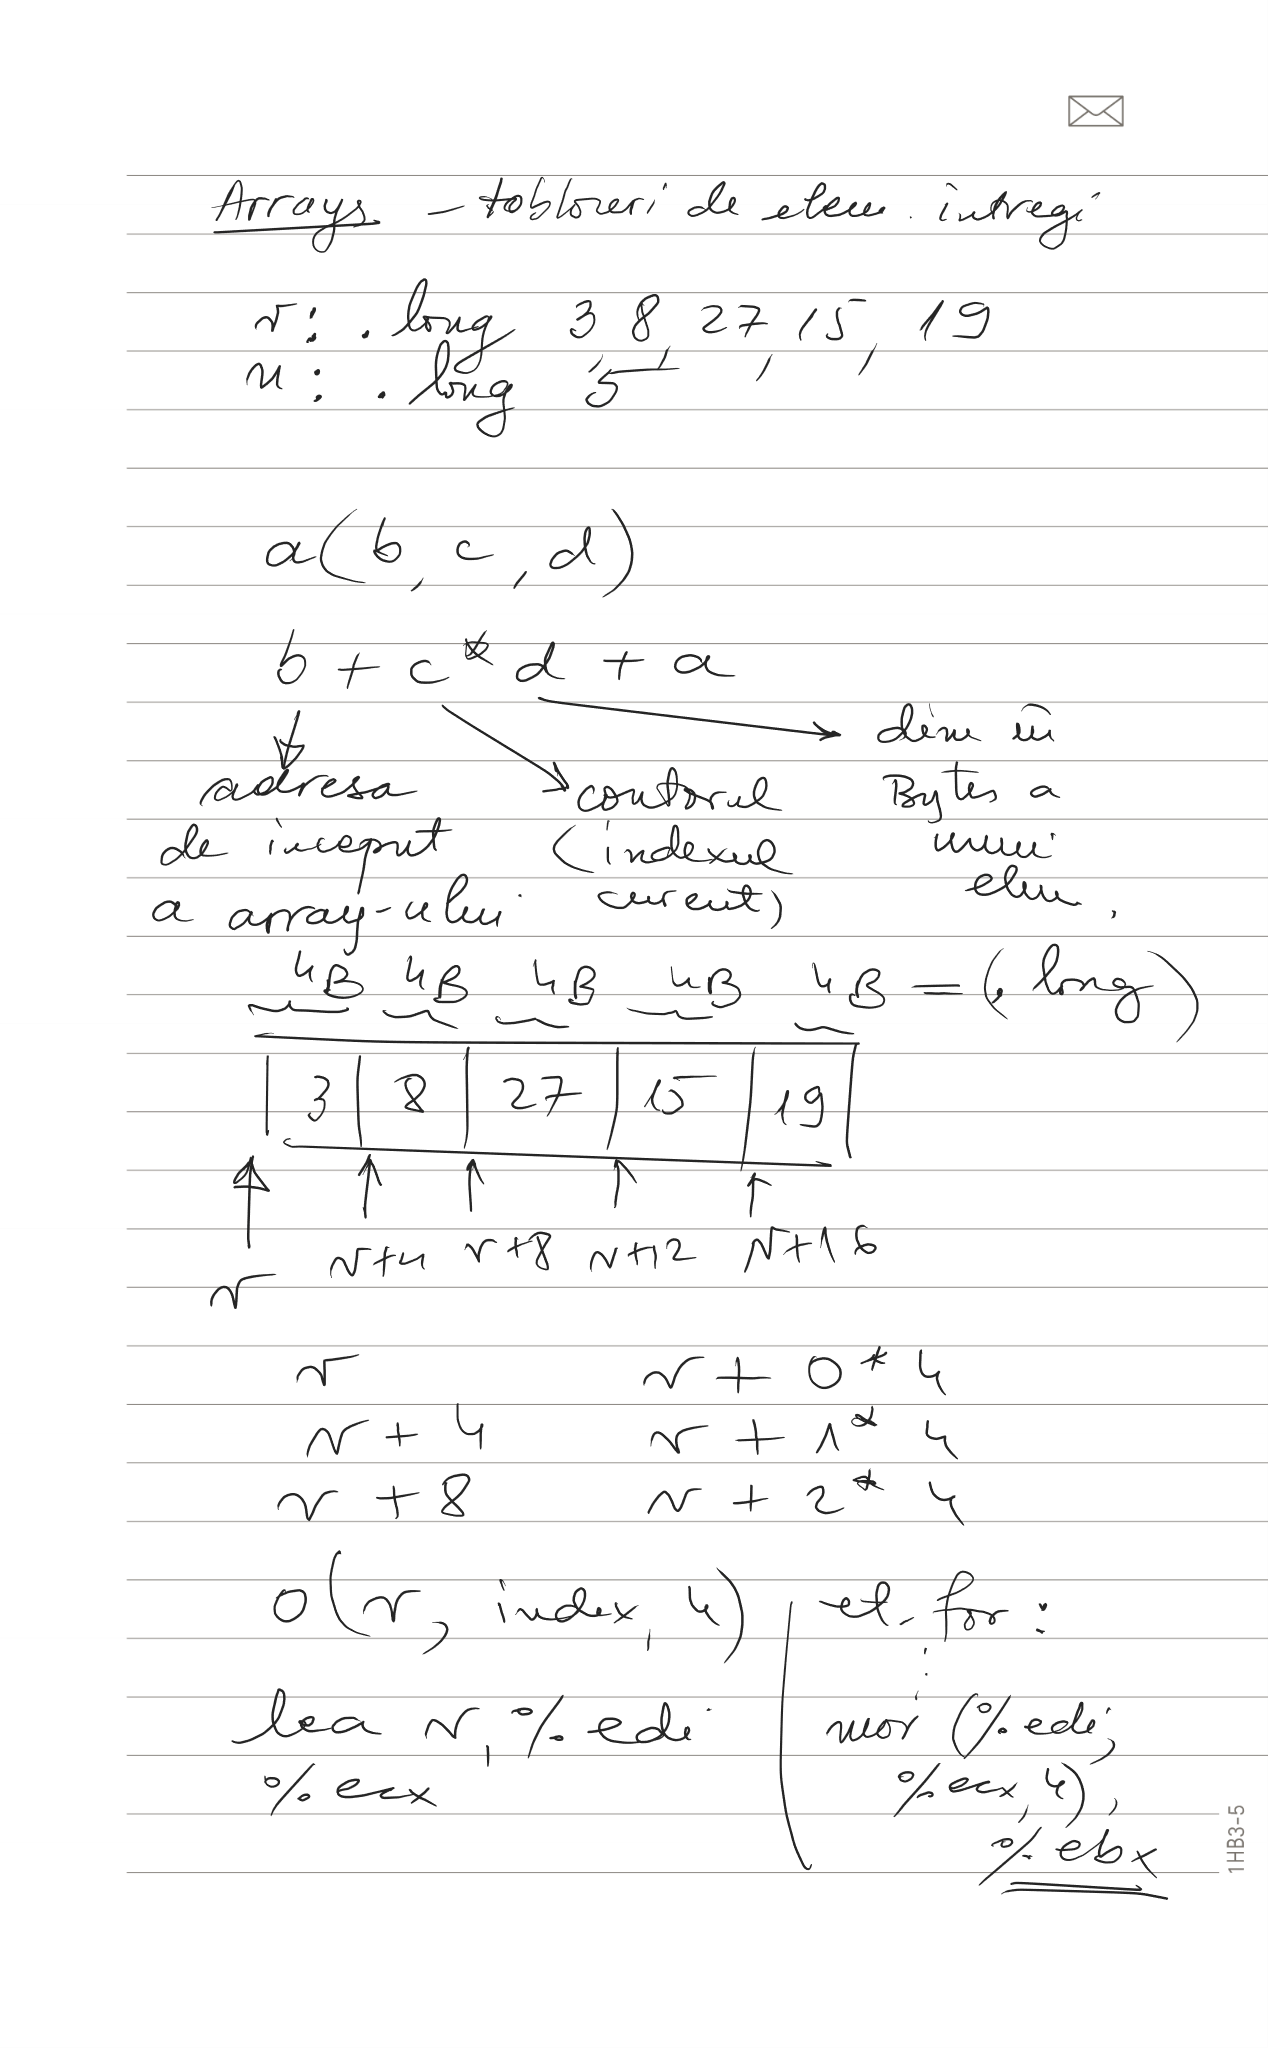 Arrays - tablouri de elem. întregi
v: .long 3, 8, 27, 15, 19
n: .long 5
a(b, c, d)
b + c * d + a
adresa de început a array-ului
contorul (indexul curent)
dim în Bytes a unui elem.
4B 4B 4B 4B 4B = (.long)
3 8 27 15 19
v v+4 v+8 v+12 v+16
v v + 0 * 4
v + 4 v + 1 * 4
v + 8 v + 2 * 4
0(v, index, 4)
lea v, %edi
%ecx
et_for:
mov (%edi, %ecx, 4), %ebx
1HB3-5